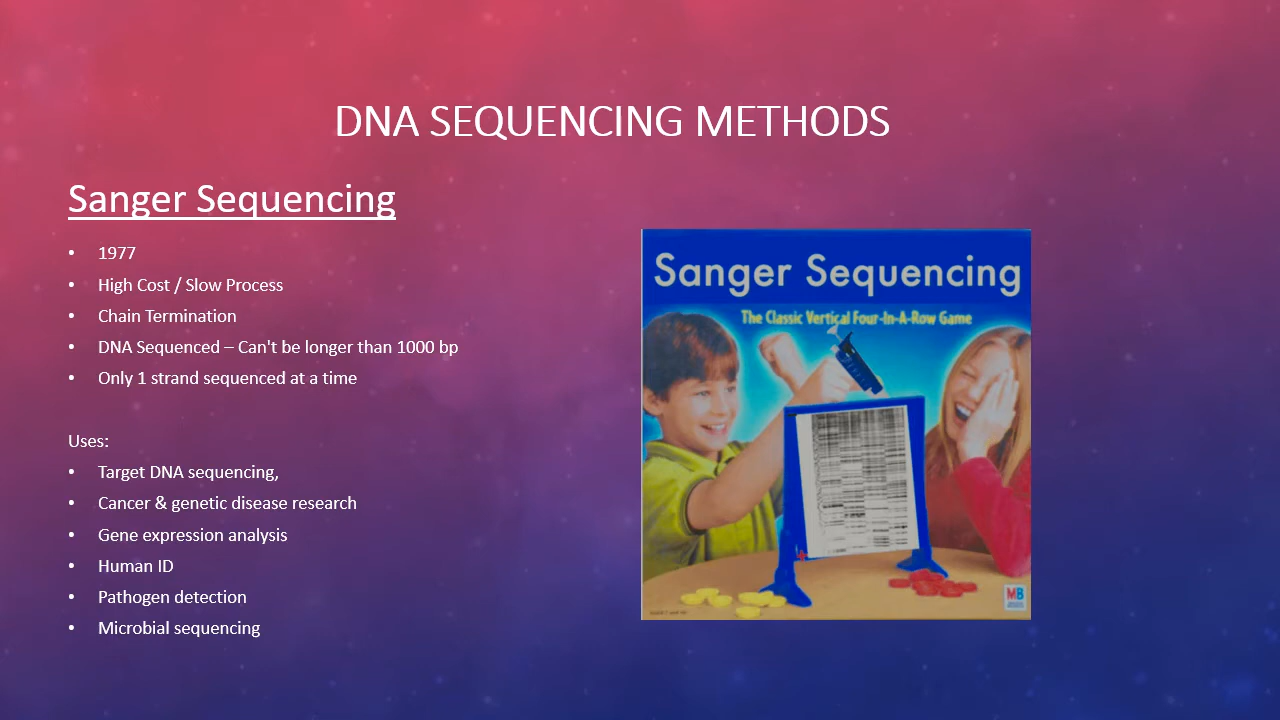 DNA SEQUENCING METHODS
Sanger Sequencing
• 1977
• High Cost / Slow Process
• Chain Termination
• DNA Sequenced – Can't be longer than 1000 bp
• Only 1 strand sequenced at a time
Uses:
• Target DNA sequencing,
• Cancer & genetic disease research
• Gene expression analysis
• Human ID
• Pathogen detection
• Microbial sequencing
Sanger Sequencing
The Classic Vertical Four-In-A-Row Game
MB